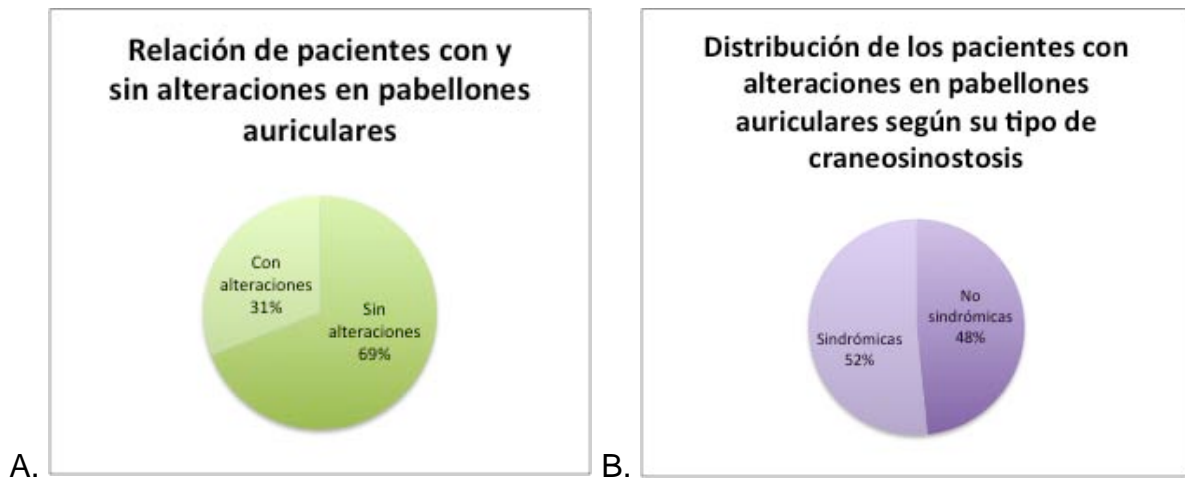 Relación de pacientes con y
sin alteraciones en pabellones
auriculares
Con
alteraciones
31%
Sin
alteraciones
69%
A.
Distribución de los pacientes con
alteraciones en pabellones
auriculares según su tipo de
craneosinostosis
No
sindrómicas
48%
Sindrómicas
52%
B.